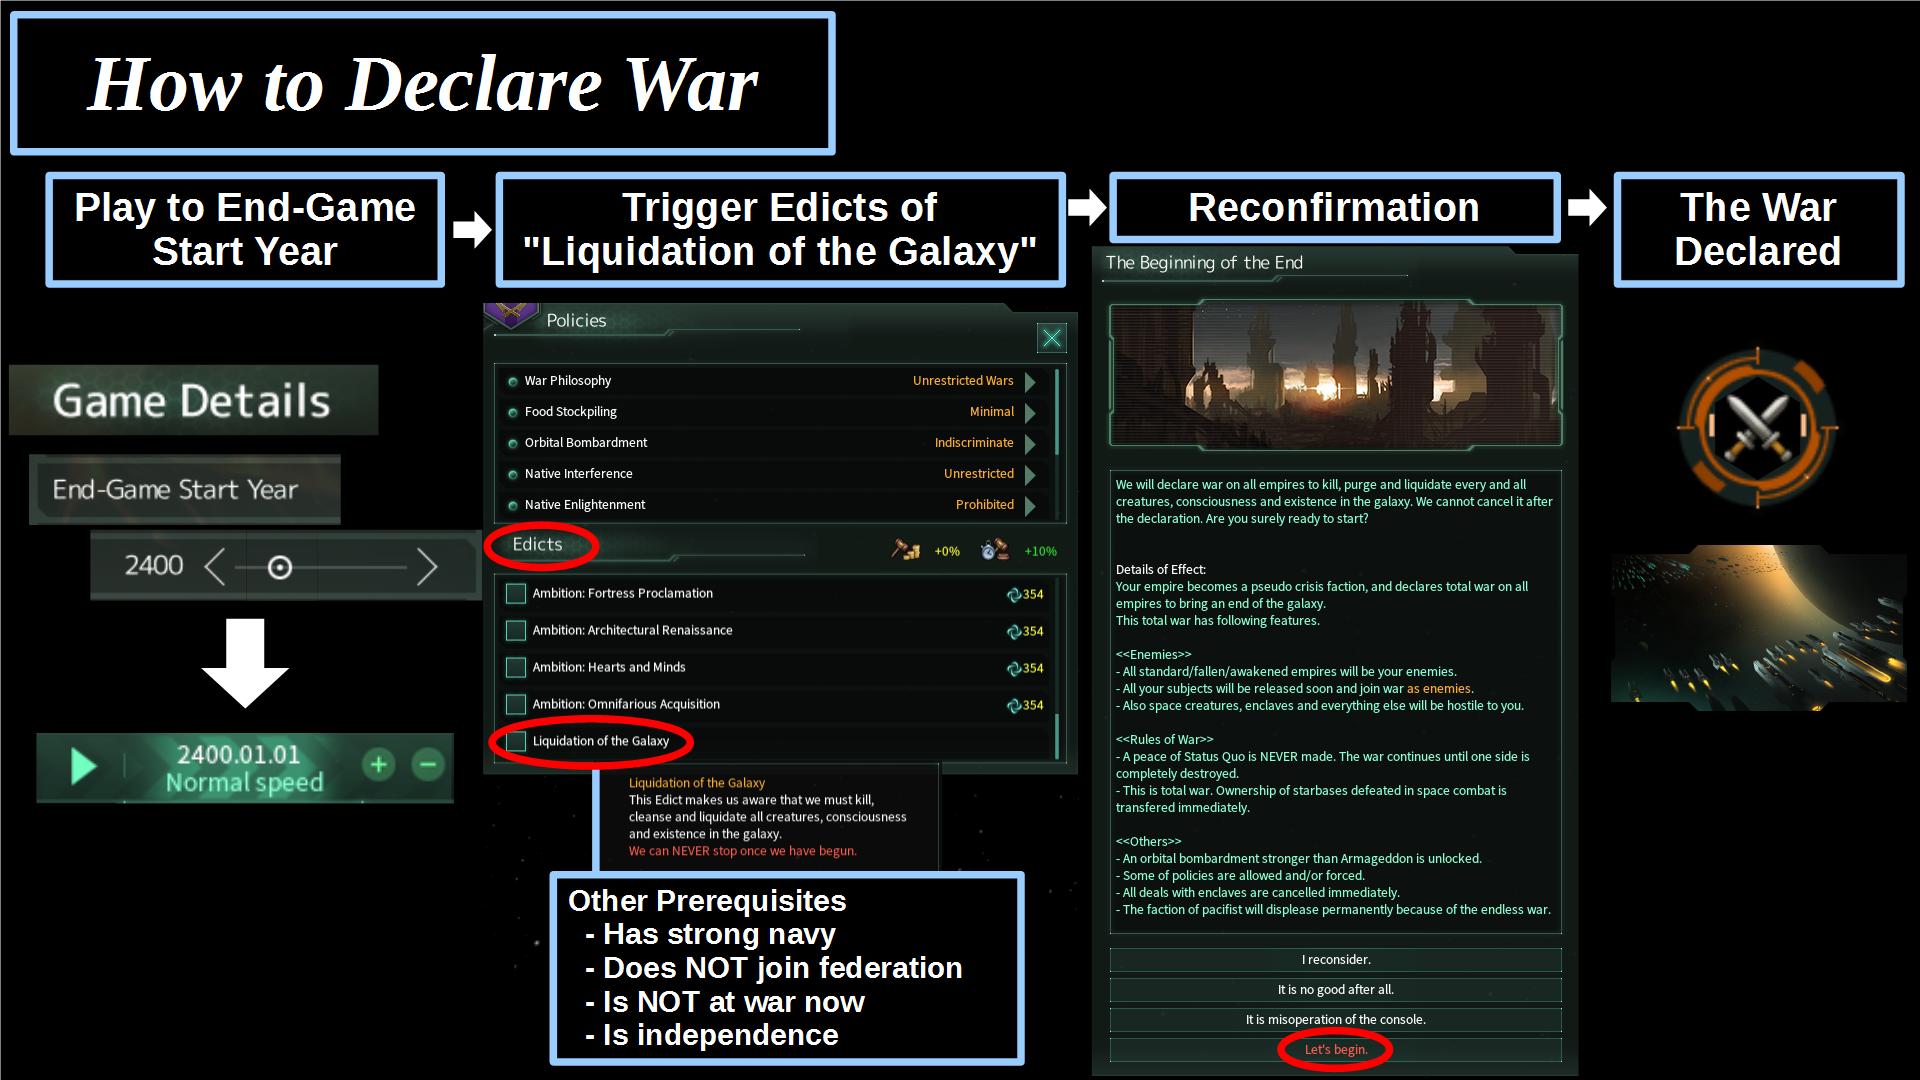 How to Declare War
Play to End-Game
Start Year
Trigger Edicts of
"Liquidation of the Galaxy"
Reconfirmation
The War
Declared
Game Details
End-Game Start Year
2400
2400.01.01
Normal speed
Policies
War Philosophy Unrestricted Wars
Food Stockpiling Minimal
Orbital Bombardment Indiscriminate
Native Interference Unrestricted
Native Enlightenment Prohibited
Edicts +0% +10%
Ambition: Fortress Proclamation 354
Ambition: Architectural Renaissance 354
Ambition: Hearts and Minds 354
Ambition: Omnifarious Acquisition 354
Liquidation of the Galaxy
Liquidation of the Galaxy
This Edict makes us aware that we must kill,
cleanse and liquidate all creatures, consciousness
and existence in the galaxy.
We can NEVER stop once we have begun.
Other Prerequisites
- Has strong navy
- Does NOT join federation
- Is NOT at war now
- Is independence
The Beginning of the End
We will declare war on all empires to kill, purge and liquidate every and all
creatures, consciousness and existence in the galaxy. We cannot cancel it after
the declaration. Are you surely ready to start?
Details of Effect:
Your empire becomes a pseudo crisis faction, and declares total war on all
empires to bring an end of the galaxy.
This total war has following features.
<<Enemies>>
- All standard/fallen/awakened empires will be your enemies.
- All your subjects will be released soon and join war as enemies.
- Also space creatures, enclaves and everything else will be hostile to you.
<<Rules of War>>
- A peace of Status Quo is NEVER made. The war continues until one side is
completely destroyed.
- This is total war. Ownership of starbases defeated in space combat is
transfered immediately.
<<Others>>
- An orbital bombardment stronger than Armageddon is unlocked.
- Some of policies are allowed and/or forced.
- All deals with enclaves are cancelled immediately.
- The faction of pacifist will displease permanently because of the endless war.
I reconsider.
It is no good after all.
It is misoperation of the console.
Let's begin.